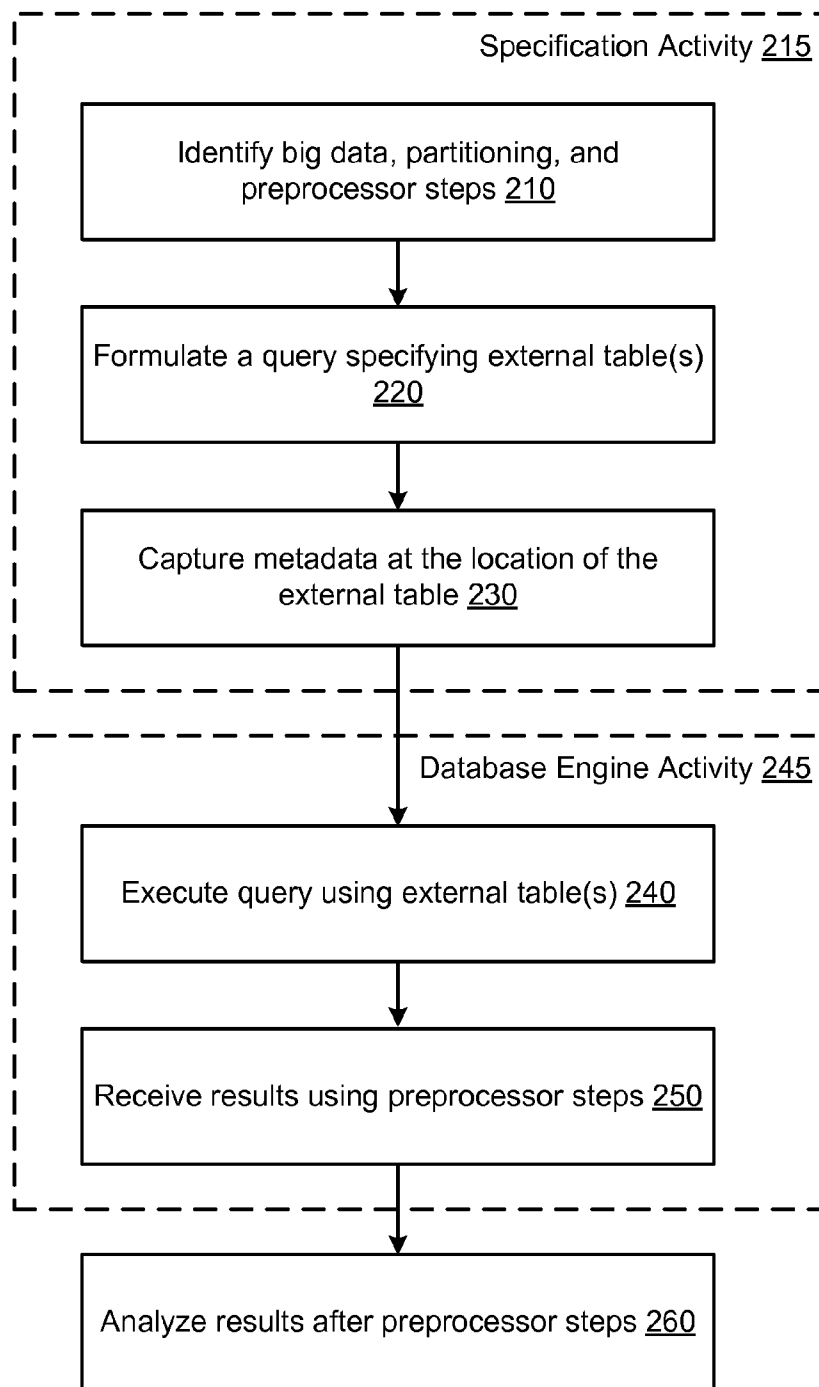 Specification Activity 215
Identify big data, partitioning, and
preprocessor steps 210
Formulate a query specifying external table(s)
220
Capture metadata at the location of the
external table 230
Database Engine Activity 245
Execute query using external table(s) 240
Receive results using preprocessor steps 250
Analyze results after preprocessor steps 260